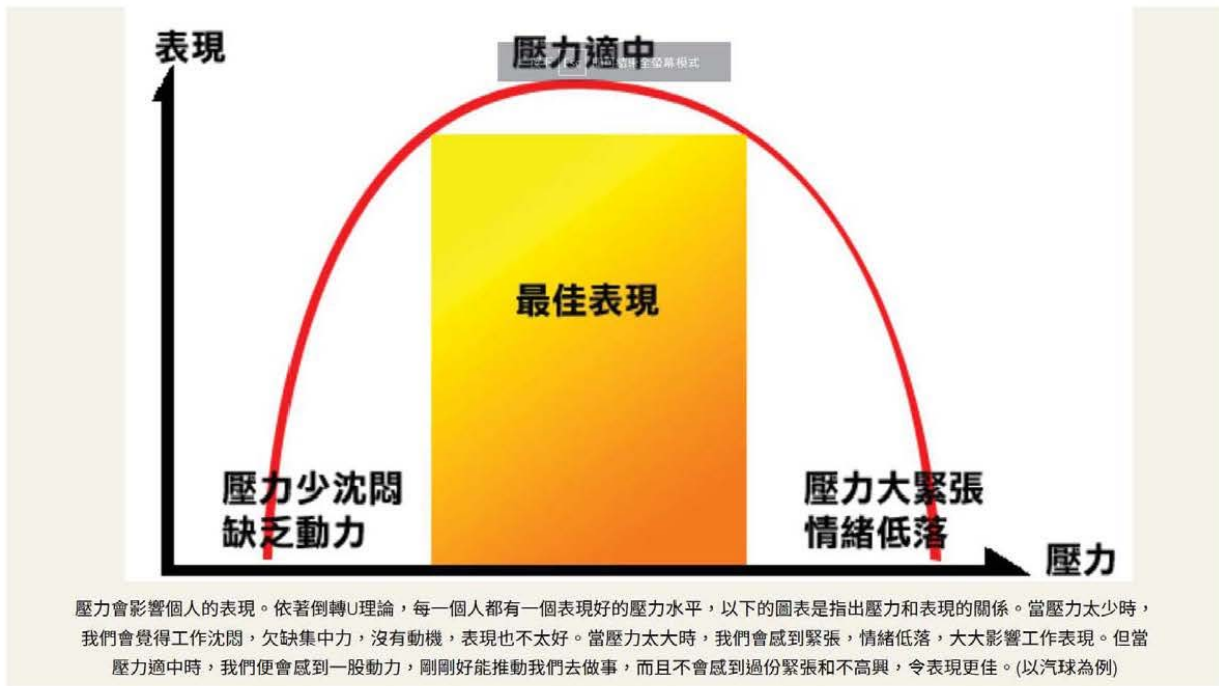 表現
壓力適中
結束全螢幕模式
最佳表現
壓力少沈悶
缺乏動力
壓力大緊張
情緒低落
壓力
壓力會影響個人的表現。依著倒轉U理論，每一個人都有一個表現好的壓力水平，以下的圖表是指出壓力和表現的關係。當壓力太少時，
我們會覺得工作沈悶，欠缺集中力，沒有動機，表現也不太好。當壓力太大時，我們會感到緊張，情緒低落，大大影響工作表現。但當
壓力適中時，我們便會感到一股動力，剛剛好能推動我們去做事，而且不會感到過份緊張和不高興，令表現更佳。(以汽球為例)